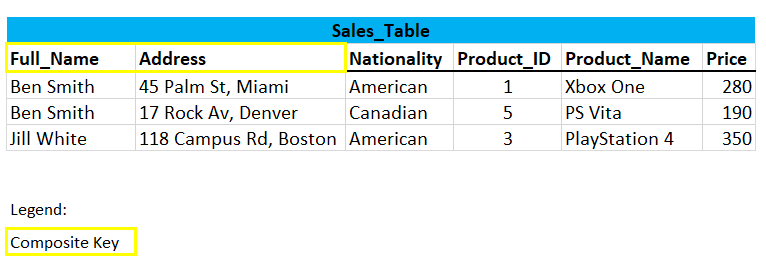 Sales_Table
Full_Name Address Nationality Product_ID Product_Name Price
Ben Smith 45 Palm St, Miami American 1 Xbox One 280
Ben Smith 17 Rock Av, Denver Canadian 5 PS Vita 190
Jill White 118 Campus Rd, Boston American 3 PlayStation 4 350
Legend:
Composite Key